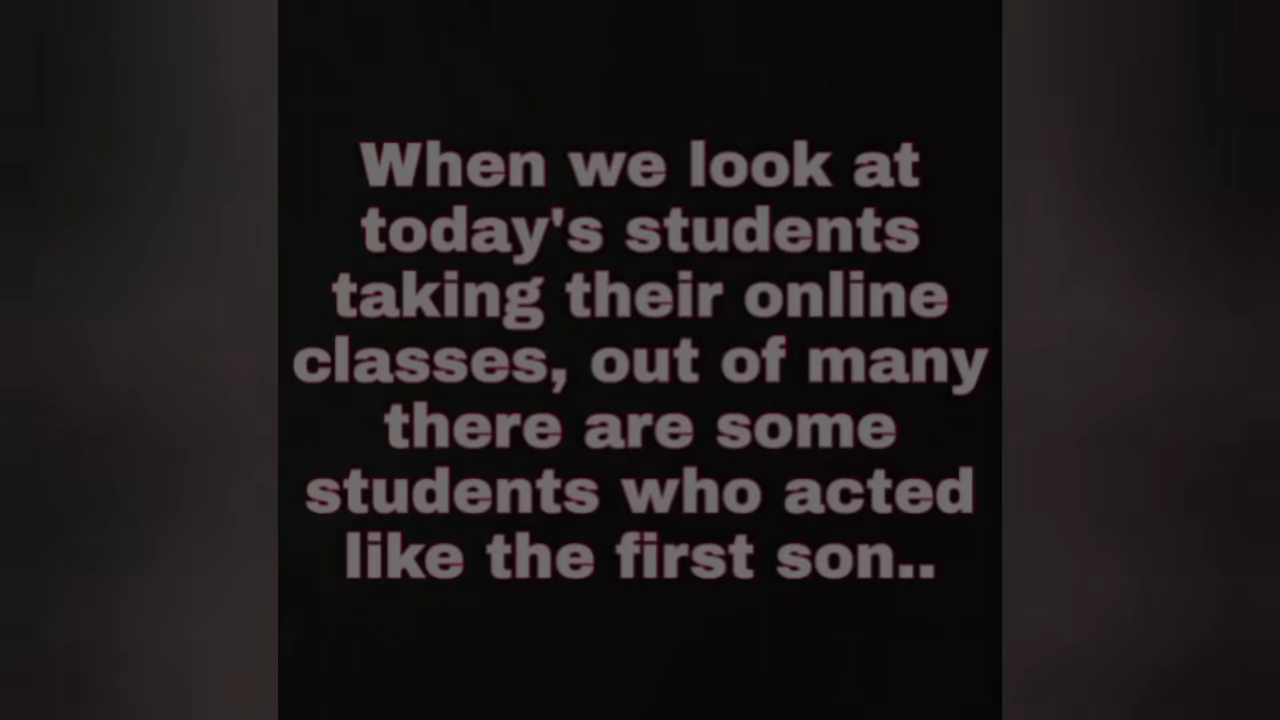 When we look at
today's students
taking their online
classes, out of many
there are some
students who acted
like the first son..